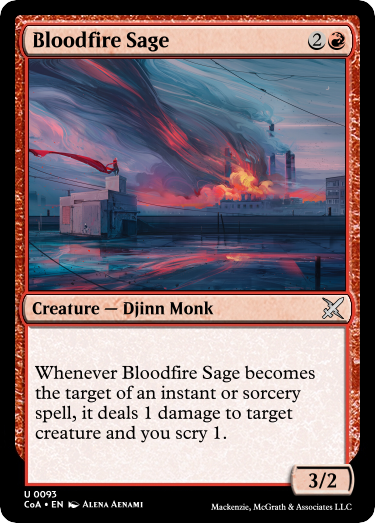 Bloodfire Sage 2
Creature — Djinn Monk
Whenever Bloodfire Sage becomes
the target of an instant or sorcery
spell, it deals 1 damage to target
creature and you scry 1.
3/2
U 0093
CoA • EN Alena Aenami
Mackenzie, McGrath & Associates LLC